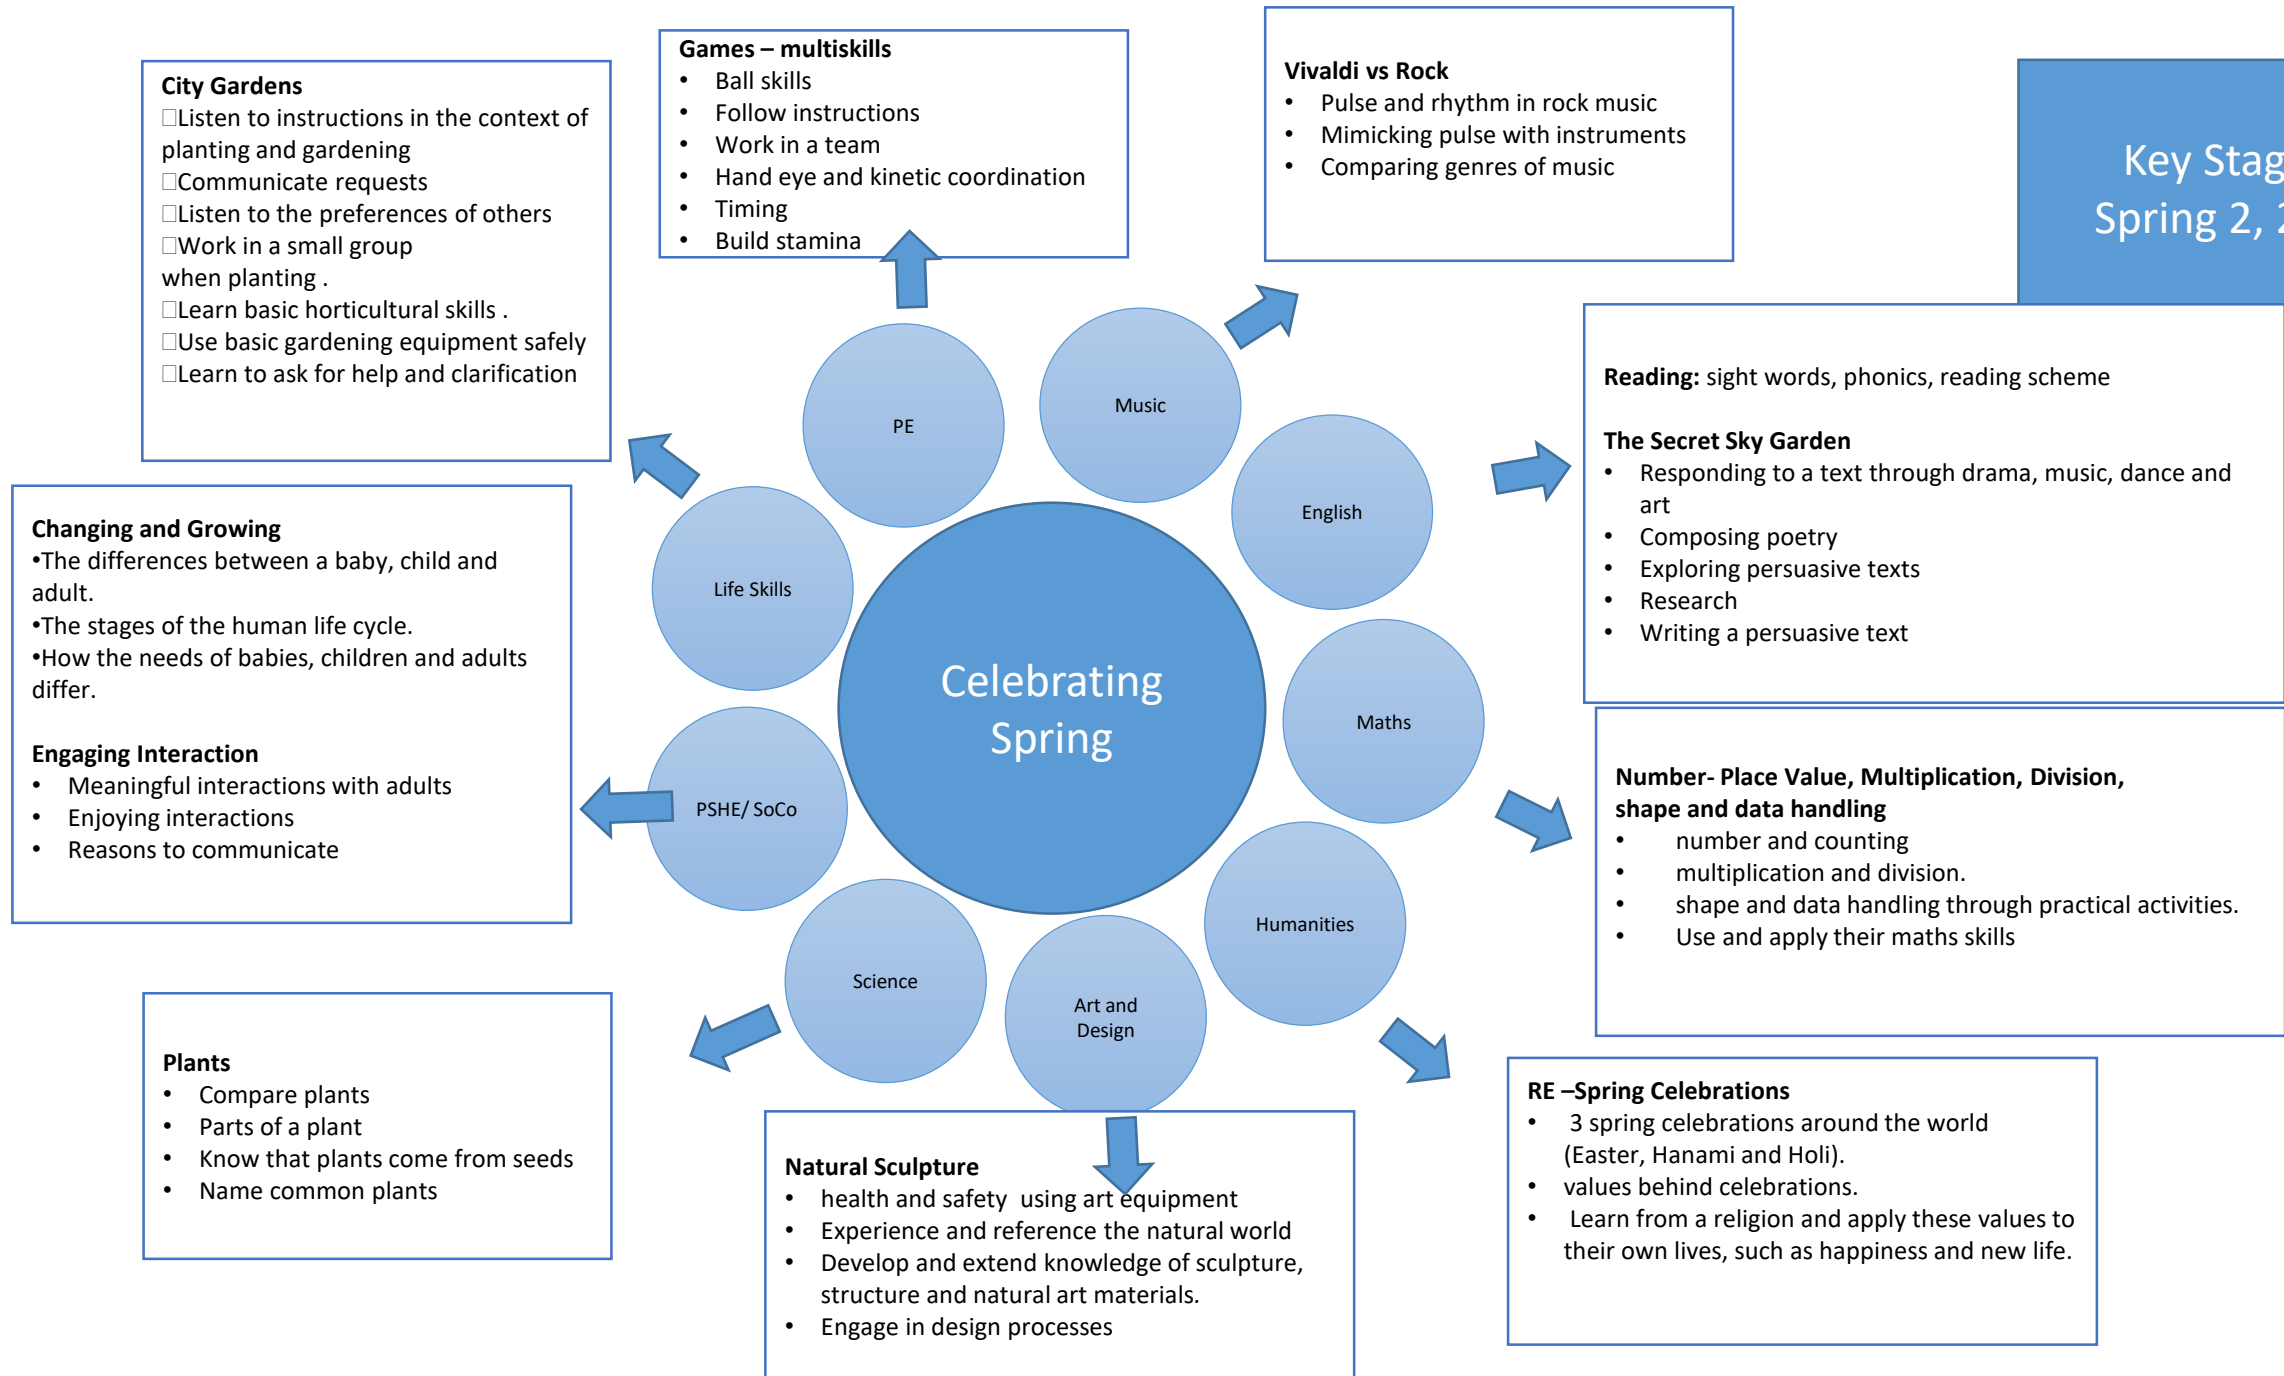 City Gardens
□Listen to instructions in the context of
planting and gardening
□Communicate requests
□Listen to the preferences of others
□Work in a small group
when planting .
□Learn basic horticultural skills .
□Use basic gardening equipment safely
□Learn to ask for help and clarification
Games – multiskills
• Ball skills
• Follow instructions
• Work in a team
• Hand eye and kinetic coordination
• Timing
• Build stamina
Vivaldi vs Rock
• Pulse and rhythm in rock music
• Mimicking pulse with instruments
• Comparing genres of music
Key Stag
Spring 2, 2
Reading: sight words, phonics, reading scheme
The Secret Sky Garden
• Responding to a text through drama, music, dance and
art
• Composing poetry
• Exploring persuasive texts
• Research
• Writing a persuasive text
Changing and Growing
•The differences between a baby, child and
adult.
•The stages of the human life cycle.
•How the needs of babies, children and adults
differ.
Engaging Interaction
• Meaningful interactions with adults
• Enjoying interactions
• Reasons to communicate
PE
Music
English
Life Skills
Maths
PSHE/ SoCo
Humanities
Science
Art and
Design
Celebrating
Spring
Number- Place Value, Multiplication, Division,
shape and data handling
• number and counting
• multiplication and division.
• shape and data handling through practical activities.
• Use and apply their maths skills
Plants
• Compare plants
• Parts of a plant
• Know that plants come from seeds
• Name common plants
Natural Sculpture
• health and safety using art equipment
• Experience and reference the natural world
• Develop and extend knowledge of sculpture,
structure and natural art materials.
• Engage in design processes
RE –Spring Celebrations
• 3 spring celebrations around the world
(Easter, Hanami and Holi).
• values behind celebrations.
• Learn from a religion and apply these values to
their own lives, such as happiness and new life.